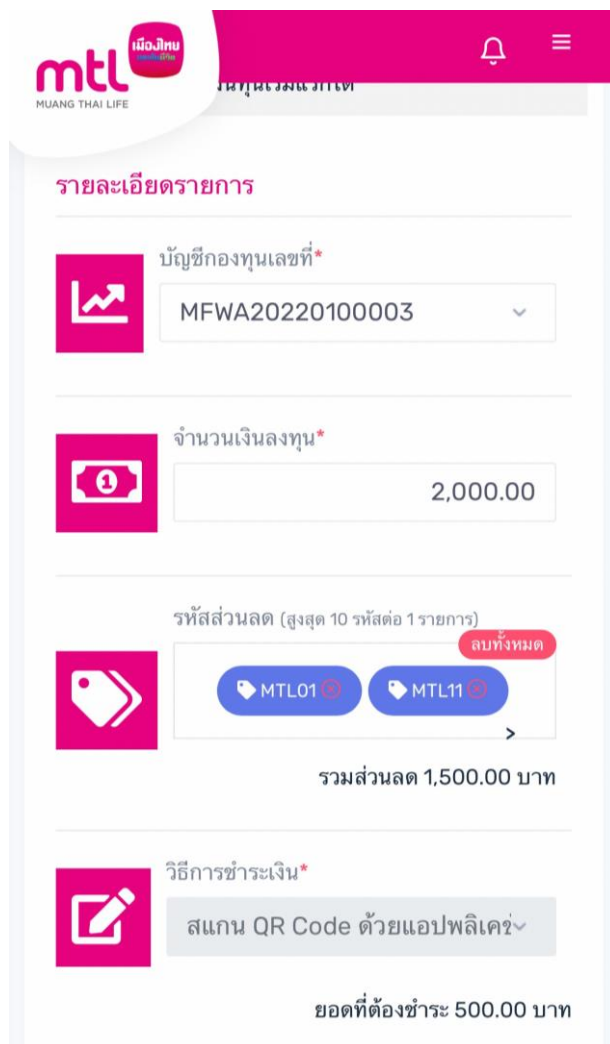 เมืองไทย
mtl
MUANG THAI LIFE
รายละเอียดรายการ
บัญชีกองทุนเลขที่*
MFWA20220100003
จำนวนเงินลงทุน*
1
2,000.00
รหัสส่วนลด (สูงสุด 10 รหัสต่อ 1 รายการ)
ลบทั้งหมด
MTL01 MTL11
>
รวมส่วนลด 1,500.00 บาท
วิธีการชำระเงิน*
สแกน QR Code ด้วยแอปพลิเคช่
ยอดที่ต้องชำระ 500.00 บาท